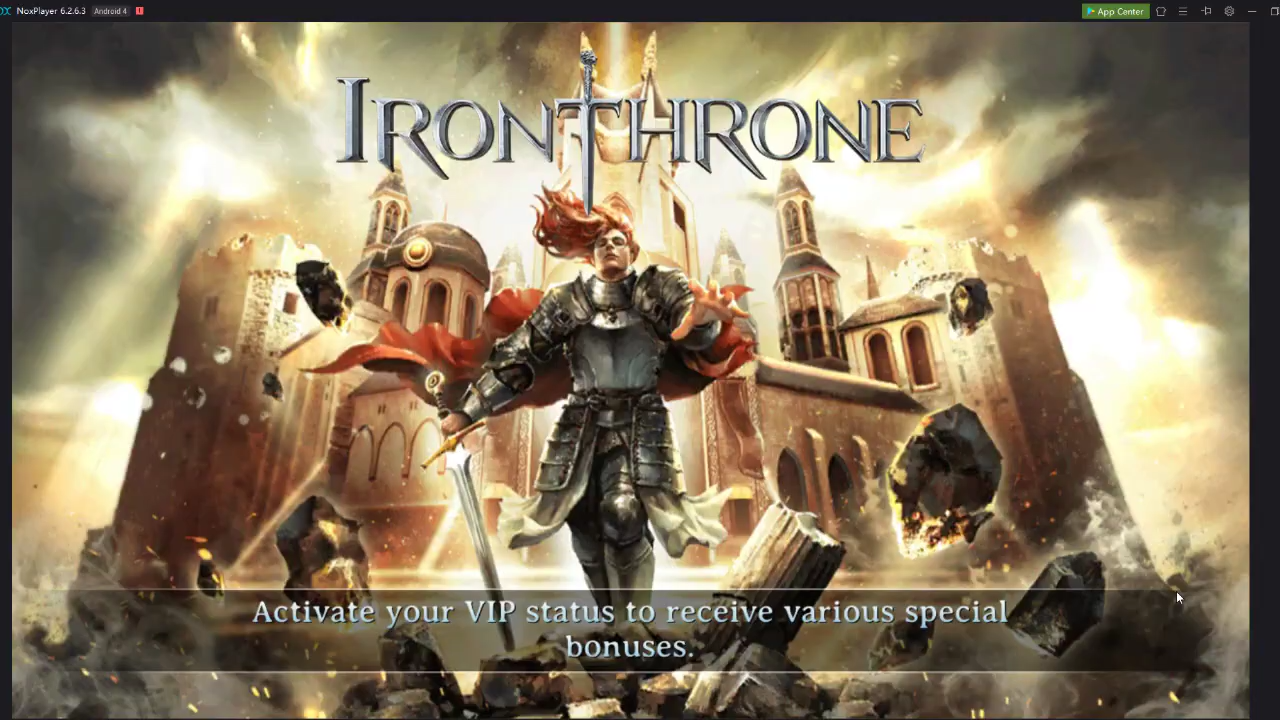 NoxPlayer 6.2.6.3 Android 4
App Center
IRONTHRONE
Activate your VIP status to receive various special
bonuses.